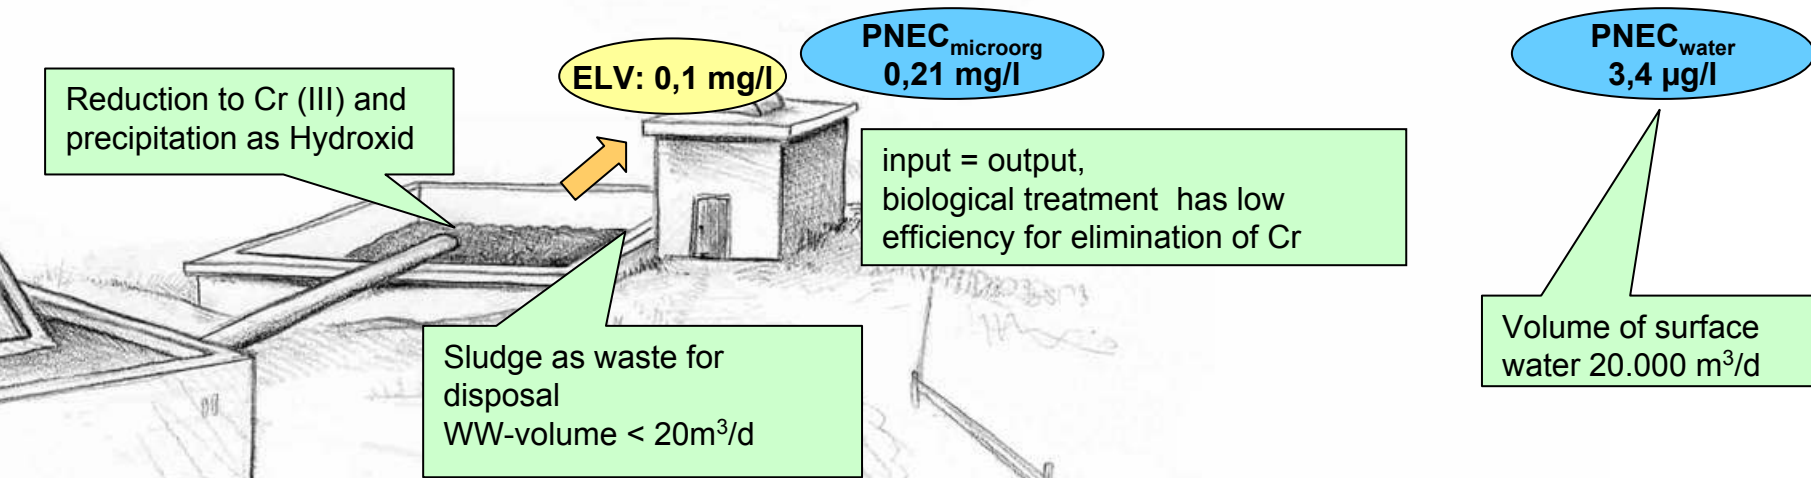 PNECmicroorg
0,21 mg/l
PNECwater
3,4 µg/l
ELV: 0,1 mg/l
Reduction to Cr (III) and
precipitation as Hydroxid
input = output,
biological treatment has low
efficiency for elimination of Cr
Volume of surface
water 20.000 m³/d
Sludge as waste for
disposal
WW-volume < 20m³/d